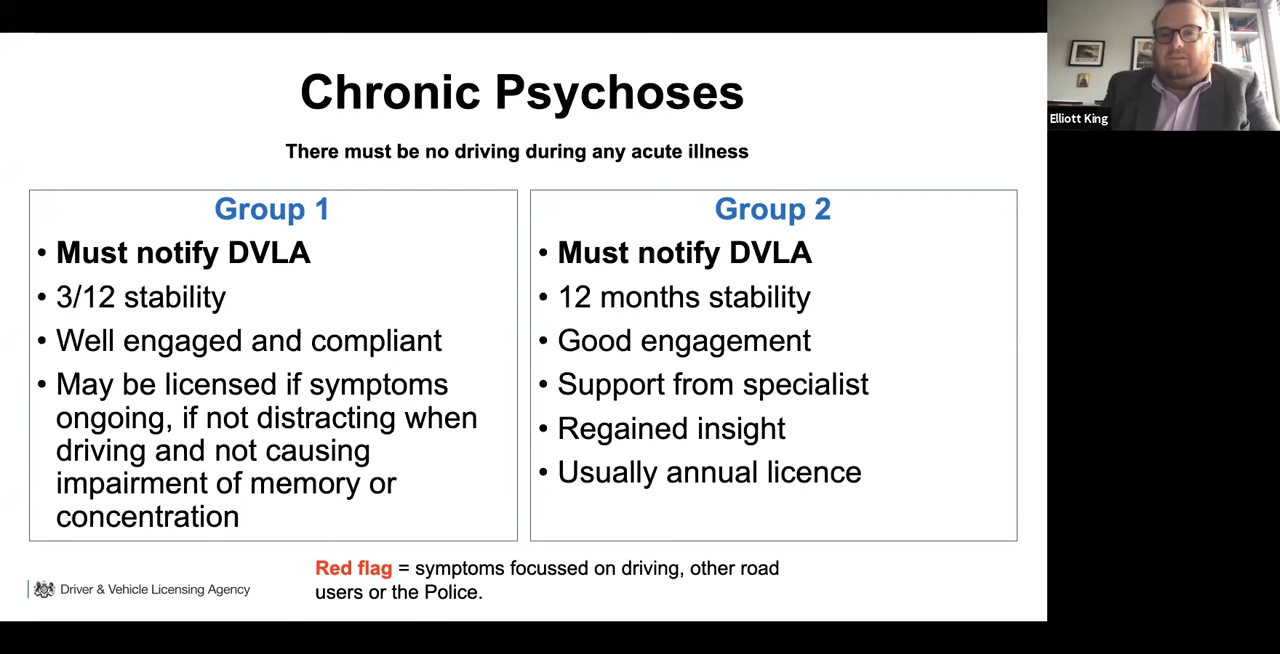 Chronic Psychoses
There must be no driving during any acute illness
Group 1
• Must notify DVLA
• 3/12 stability
• Well engaged and compliant
• May be licensed if symptoms
ongoing, if not distracting when
driving and not causing
impairment of memory or
concentration
Group 2
• Must notify DVLA
• 12 months stability
• Good engagement
• Support from specialist
• Regained insight
• Usually annual licence
Red flag = symptoms focussed on driving, other road
users or the Police.
Driver & Vehicle Licensing Agency
Elliott King